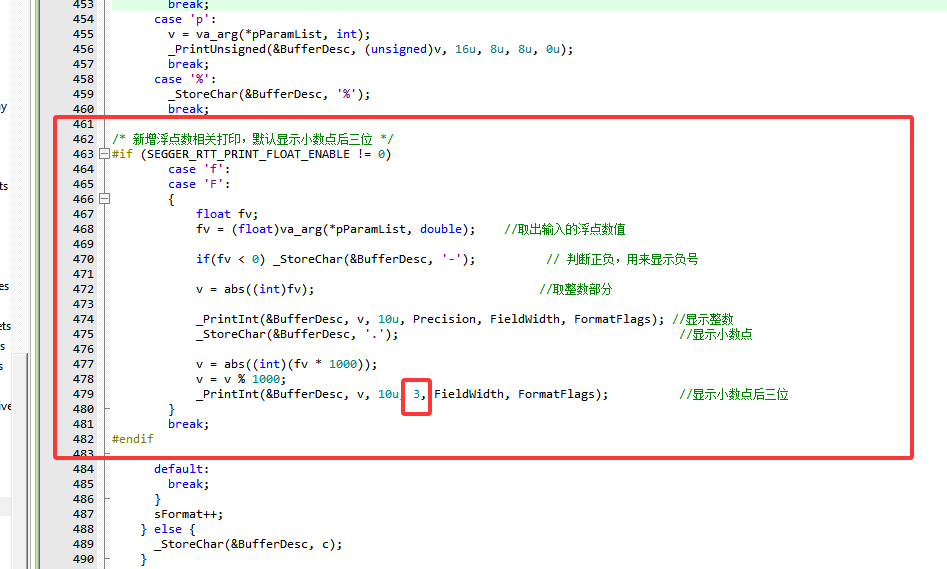 453 break;
454 case 'p':
455 v = va_arg(*pParamList, int);
456 _PrintUnsigned(&BufferDesc, (unsigned)v, 16u, 8u, 8u, 0u);
457 break;
458 case '%':
459 _StoreChar(&BufferDesc, '%');
460 break;
461
462 /* 新增浮点数相关打印，默认显示小数点后三位 */
463 #if (SEGGER_RTT_PRINT_FLOAT_ENABLE != 0)
464 case 'f':
465 case 'F':
466 {
467 float fv;
468 fv = (float)va_arg(*pParamList, double); //取出输入的浮点数值
469
470 if(fv < 0) _StoreChar(&BufferDesc, '-'); // 判断正负，用来显示负号
471
472 v = abs((int)fv); //取整数部分
473
474 _PrintInt(&BufferDesc, v, 10u, Precision, FieldWidth, FormatFlags); //显示整数
475 _StoreChar(&BufferDesc, '.'); //显示小数点
476
477 v = abs((int)(fv * 1000));
478 v = v % 1000;
479 _PrintInt(&BufferDesc, v, 10u, 3, FieldWidth, FormatFlags); //显示小数点后三位
480 }
481 break;
482 #endif
483
484 default:
485 break;
486 }
487 sFormat++;
488 } else {
489 _StoreChar(&BufferDesc, c);
490 }